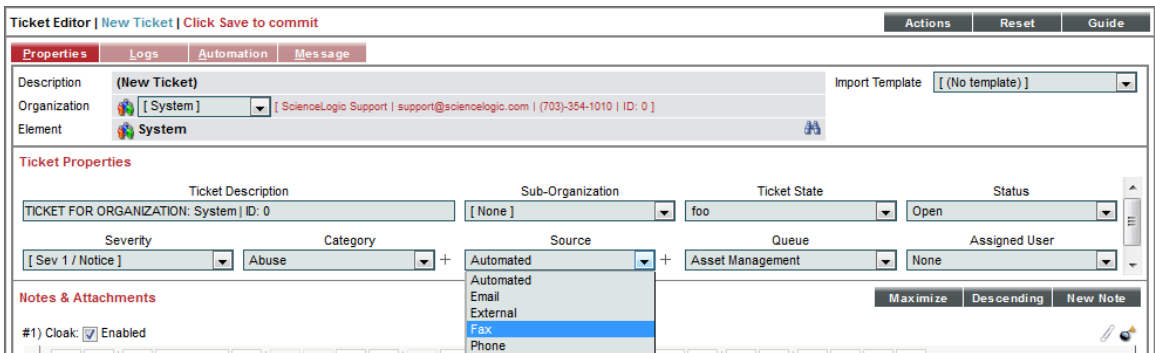 Ticket Editor | New Ticket | Click Save to commit Actions Reset Guide
Properties Logs Automation Message
Description (New Ticket) Import Template [ (No template) ]
Organization [ System ] [ ScienceLogic Support | support@sciencelogic.com | (703)-354-1010 | ID: 0 ]
Element System
Ticket Properties
Ticket Description Sub-Organization Ticket State Status
TICKET FOR ORGANIZATION: System | ID: 0 [ None ] foo Open
Severity Category Source Queue Assigned User
[ Sev 1 / Notice ] Abuse + Automated + Asset Management None
Automated
Email
External
Fax
Phone
Notes & Attachments Maximize Descending New Note
#1) Cloak: Enabled